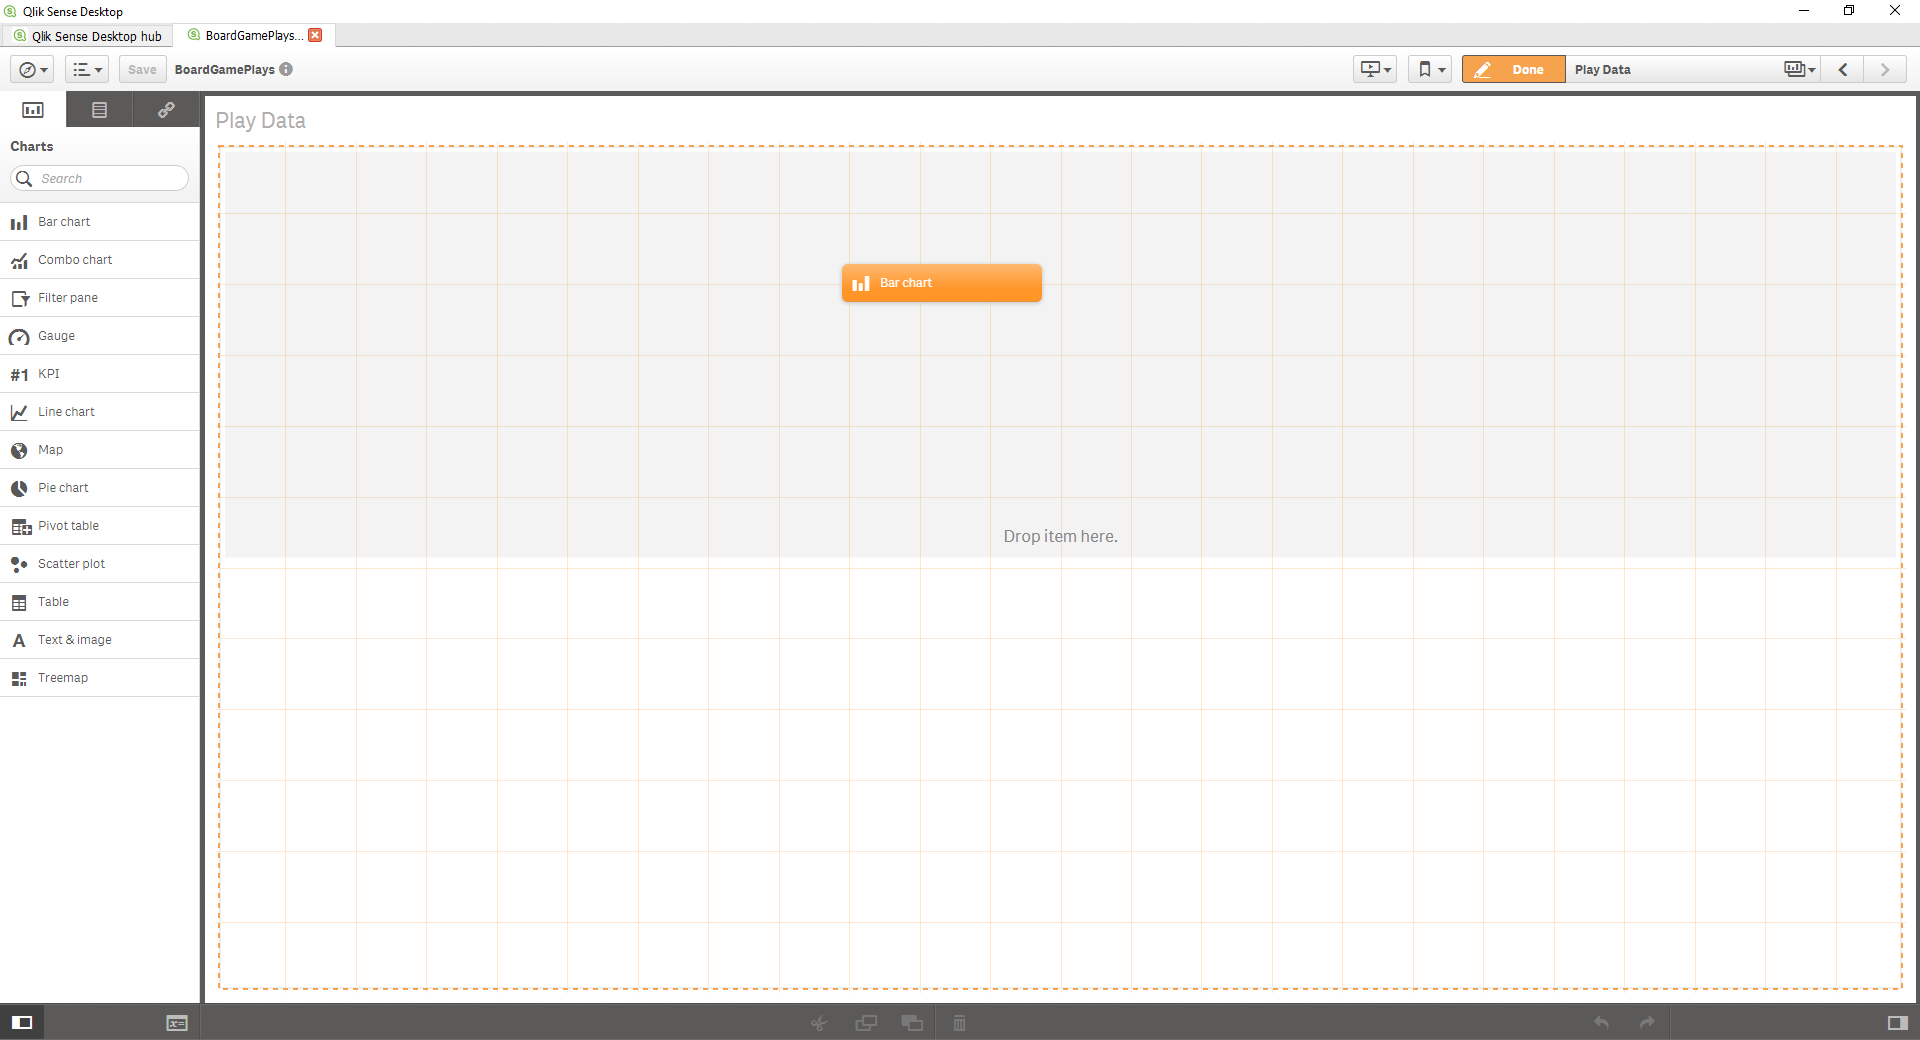 Qlik Sense Desktop
Qlik Sense Desktop hub
BoardGamePlays...
Save
BoardGamePlays
Done
Play Data
Play Data
Charts
Search
Bar chart
Combo chart
Filter pane
Gauge
#1 KPI
Line chart
Map
Pie chart
Pivot table
Scatter plot
Table
A Text & image
Treemap
Bar chart
Drop item here.
x=